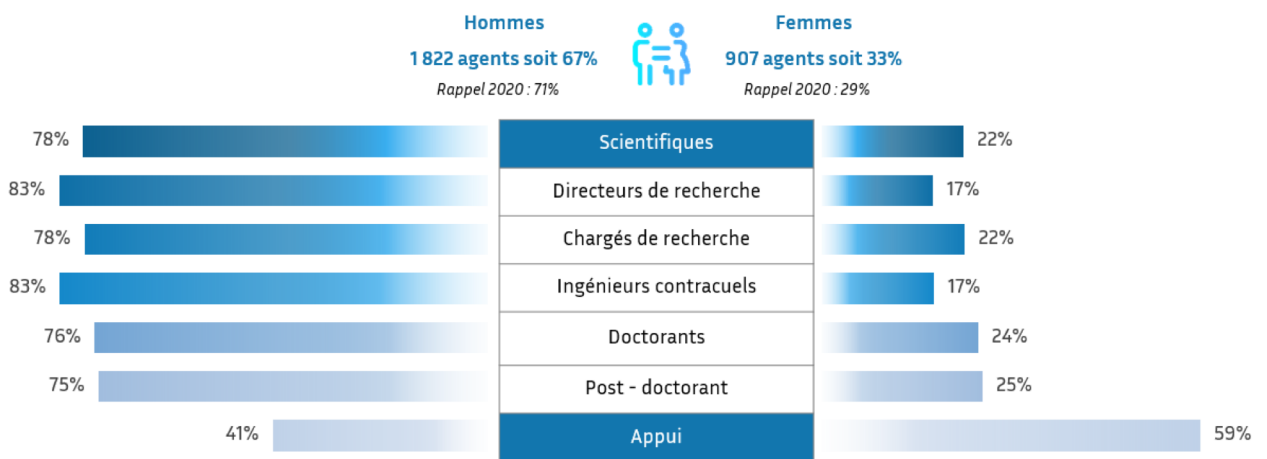 Hommes
Femmes
1 822 agents soit 67%
907 agents soit 33%
Rappel 2020 : 71%
Rappel 2020 : 29%
78% Scientifiques 22%
83% Directeurs de recherche 17%
78% Chargés de recherche 22%
83% Ingénieurs contracuels 17%
76% Doctorants 24%
75% Post - doctorant 25%
41% Appui 59%